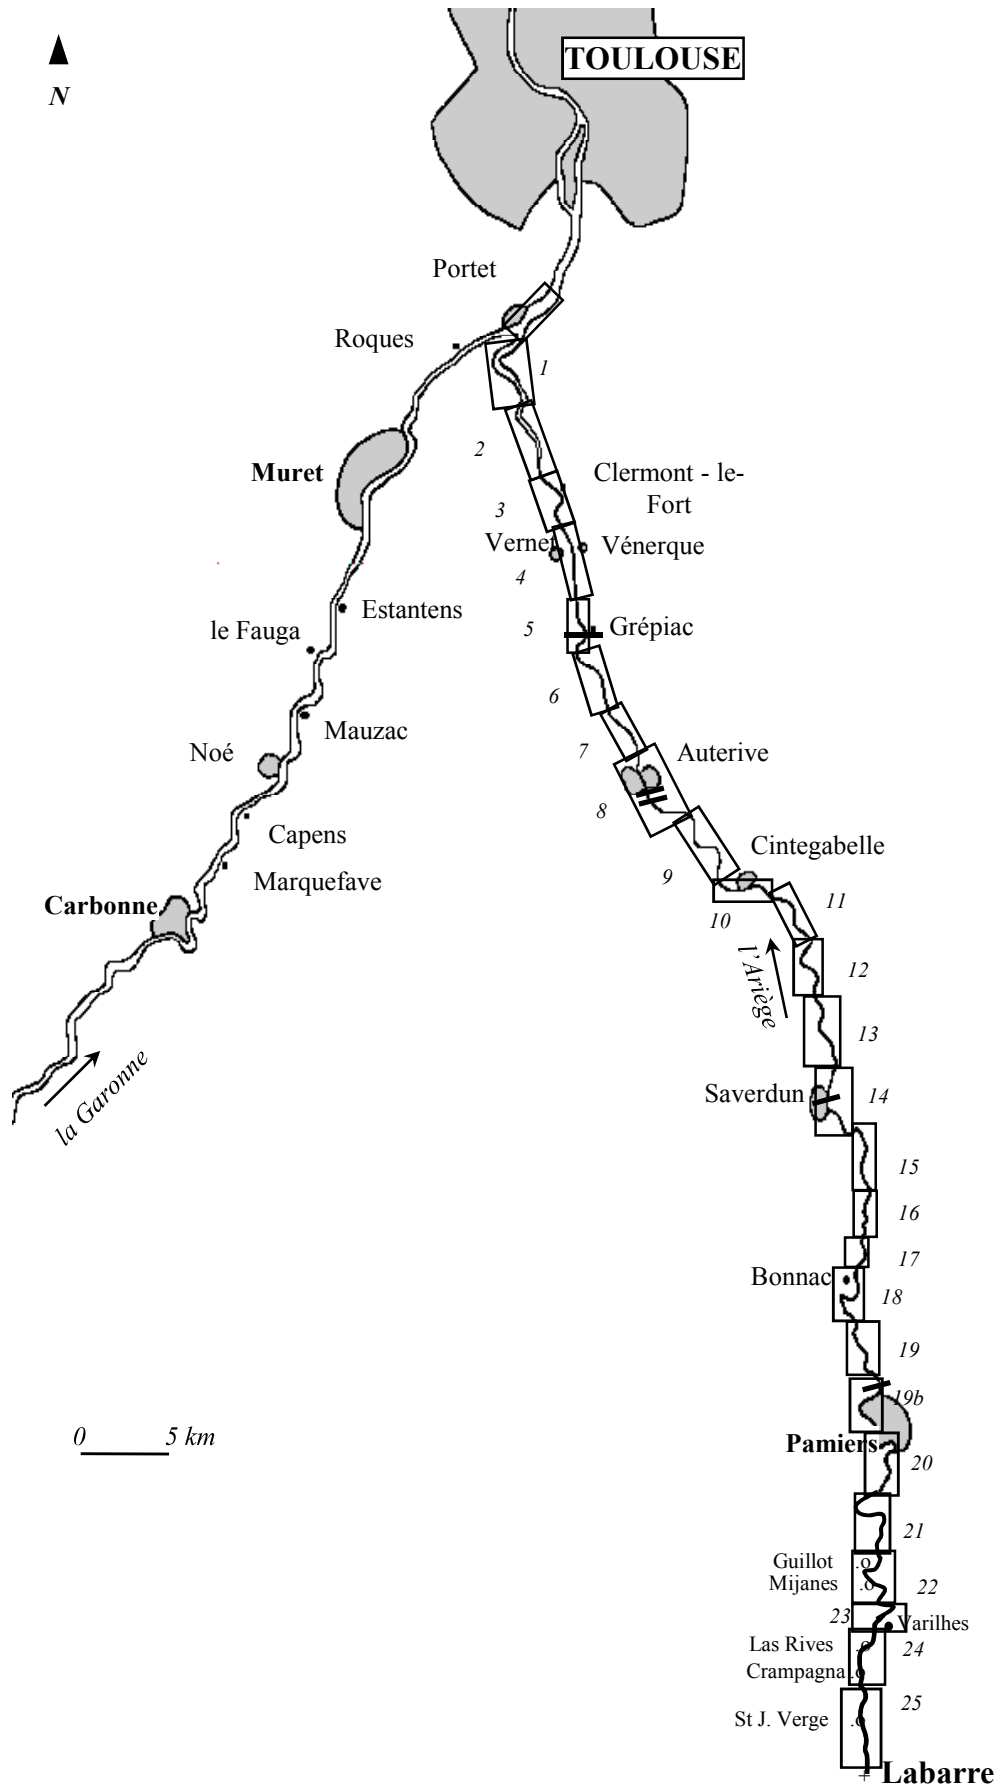 TOULOUSE
N
Portet
Roques
1
2
Muret
Clermont - le-
Fort
3
Vernet
Vénerque
4
Estantens
5
Grépiac
le Fauga
6
Mauzac
Noé
7
Auterive
8
Capens
Cintegabelle
Marquefave
9
Carbonne
11
10
l'Ariège
12
13
la Garonne
Saverdun
14
15
16
17
Bonnac
18
19
19b
0 5 km
Pamiers
20
21
Guillot
Mijanes
22
23
Varilhes
Las Rives
24
Crampagna
25
St J. Verge
Labarre